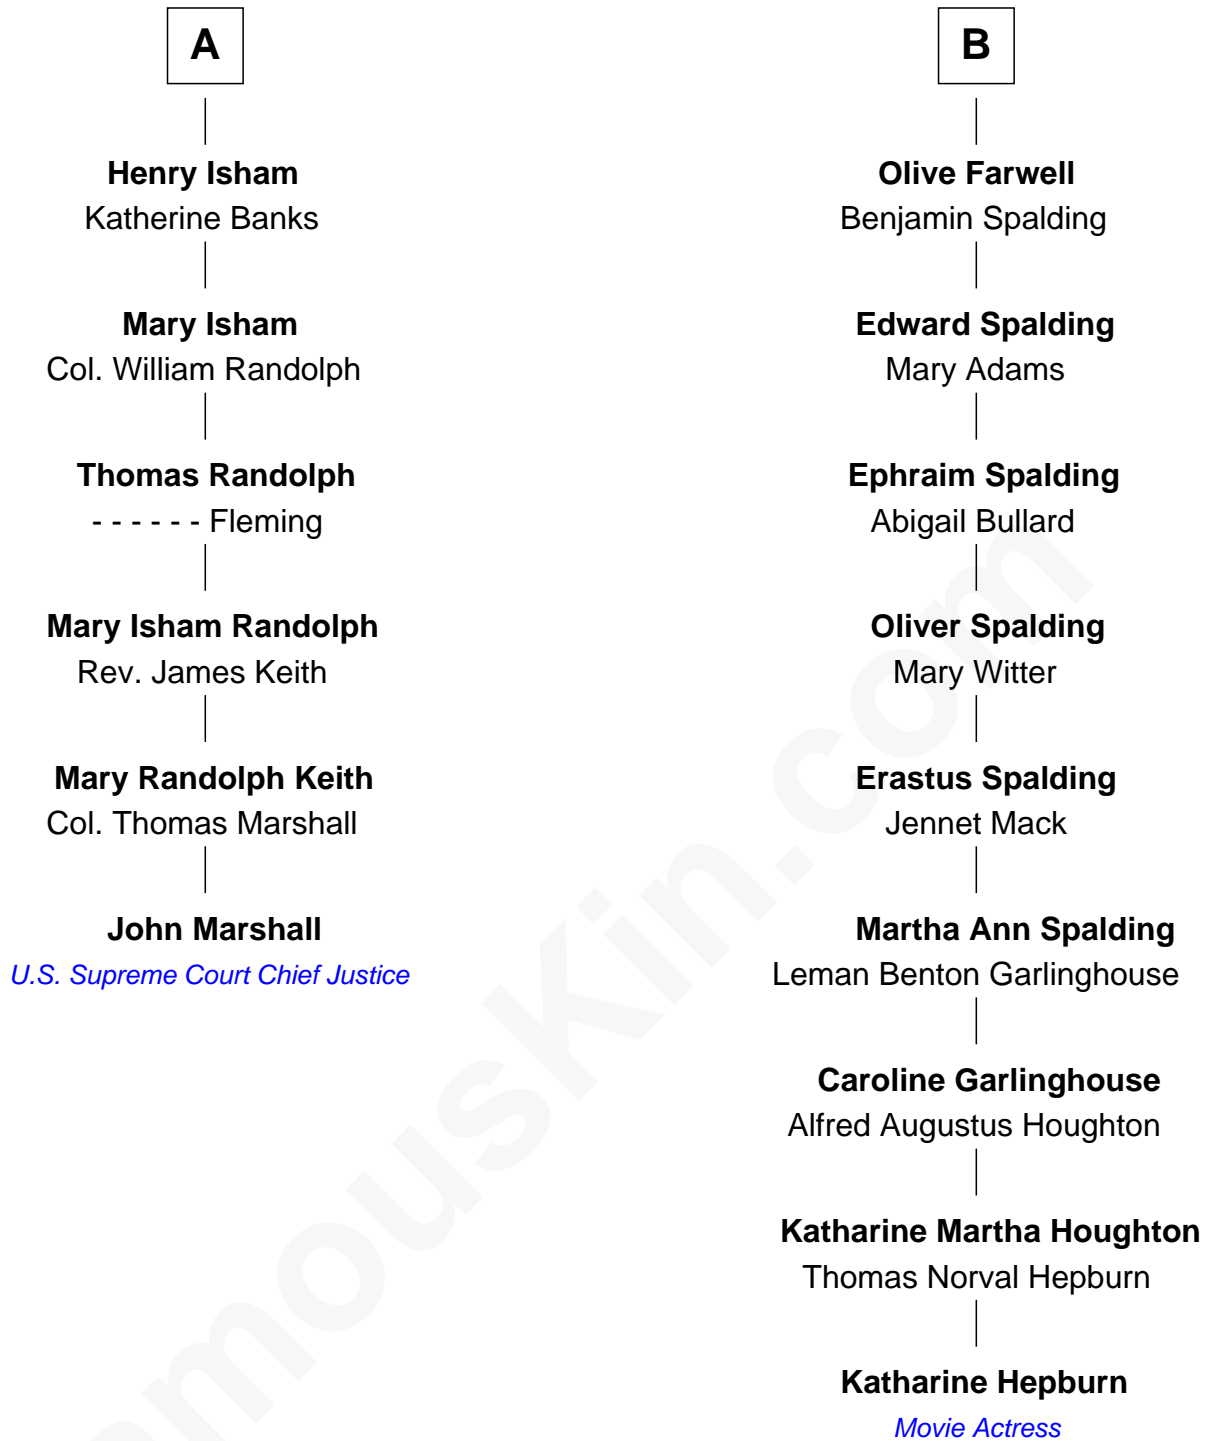 A
Henry Isham
Katherine Banks
Mary Isham
Col. William Randolph
Thomas Randolph
- - - - - - Fleming
Mary Isham Randolph
Rev. James Keith
Mary Randolph Keith
Col. Thomas Marshall
John Marshall
U.S. Supreme Court Chief Justice
B
Olive Farwell
Benjamin Spalding
Edward Spalding
Mary Adams
Ephraim Spalding
Abigail Bullard
Oliver Spalding
Mary Witter
Erastus Spalding
Jennet Mack
Martha Ann Spalding
Leman Benton Garlinghouse
Caroline Garlinghouse
Alfred Augustus Houghton
Katharine Martha Houghton
Thomas Norval Hepburn
Katharine Hepburn
Movie Actress
amouskin.com